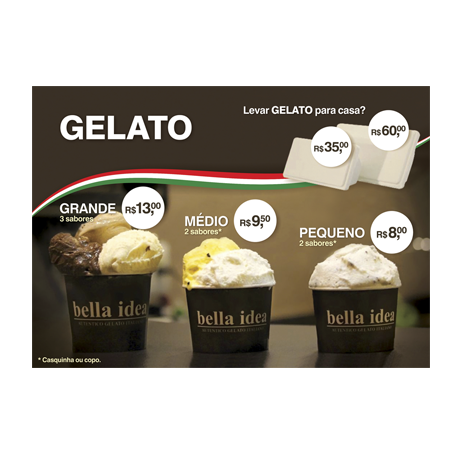 GELATO
Levar GELATO para casa?
R$35,00
R$60,00
GRANDE
3 sabores
R$13,00
MÉDIO
2 sabores*
R$9,50
PEQUENO
2 sabores*
R$8,00
bella idea
bella idea
bella idea
* Casquinha ou copo.